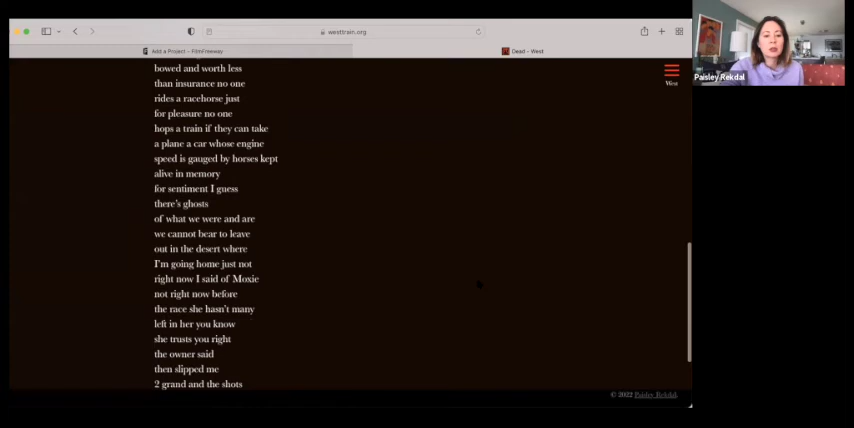 westtrain.org
Add a Project – FilmFreeway
Dead – West
bowed and worth less
than insurance no one
rides a racehorse just
for pleasure no one
hops a train if they can take
a plane a car whose engine
speed is gauged by horses kept
alive in memory
for sentiment I guess
there's ghosts
of what we were and are
we cannot bear to leave
out in the desert where
I'm going home just not
right now I said of Moxie
not right now before
the race she hasn't many
left in her you know
she trusts you right
the owner said
then slipped me
2 grand and the shots
West
© 2022 Paisley Rekdal.
Paisley Rekdal